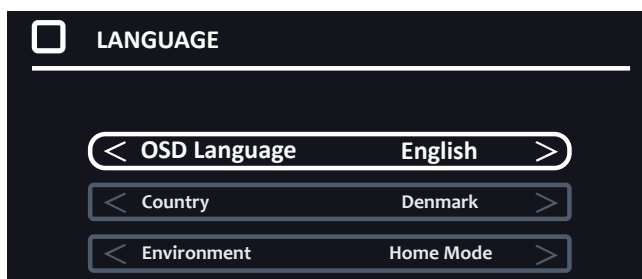 LANGUAGE
< OSD Language English >
< Country Denmark >
< Environment Home Mode >